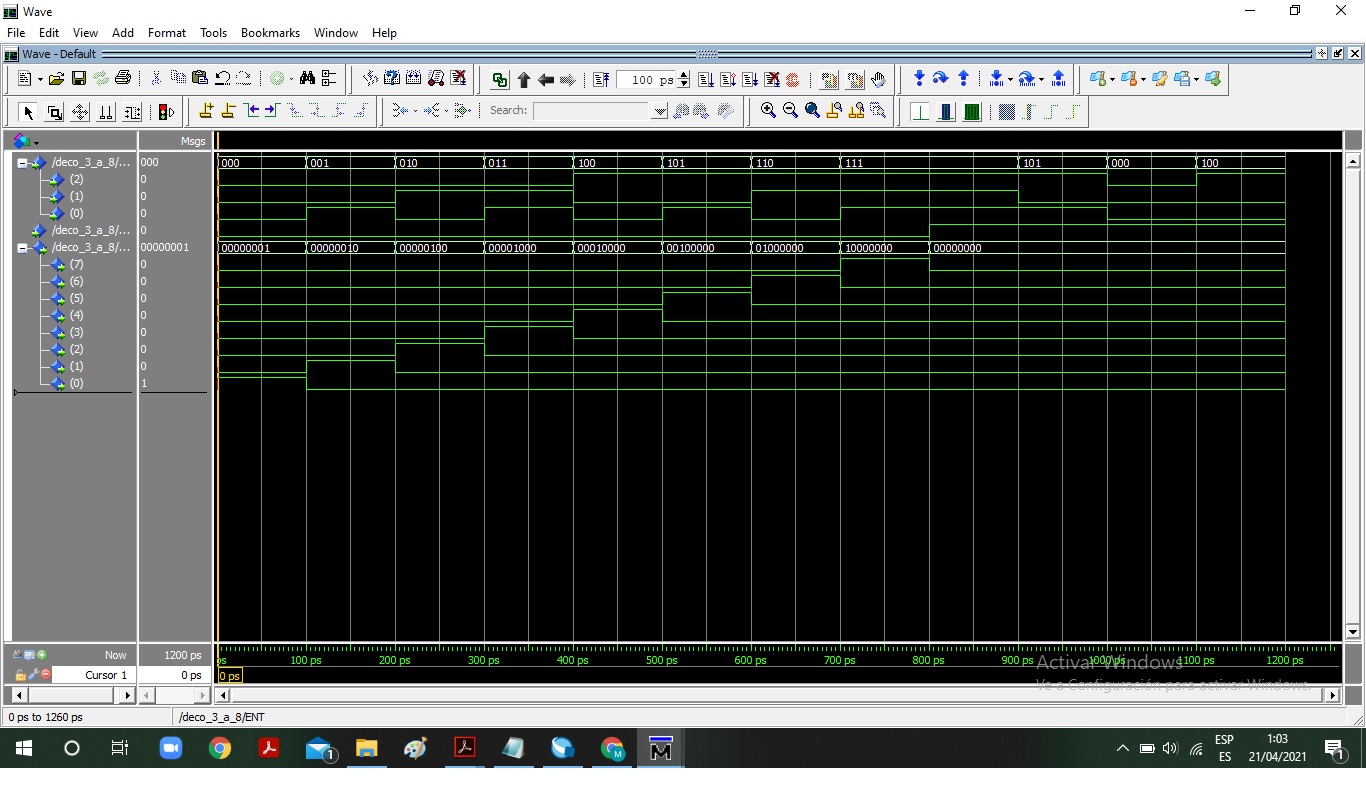 Wave
File Edit View Add Format Tools Bookmarks Window Help
Wave - Default
100 ps
Search:
Msgs
/deco_3_a_8/... 000 000 001 010 011 100 101 110 111 101 000 100
(2) 0
(1) 0
(0) 0
/deco_3_a_8/... 0
/deco_3_a_8/... 00000001 00000001 00000010 00000100 00001000 00010000 00100000 01000000 10000000 00000000
(7) 0
(6) 0
(5) 0
(4) 0
(3) 0
(2) 0
(1) 0
(0) 1
Now 1200 ps ps 100 ps 200 ps 300 ps 400 ps 500 ps 600 ps 700 ps 800 ps 900 ps 1000 ps 1100 ps 1200 ps
Cursor 1 0 ps 0 ps
Activar Windows
Ve a Configuración para activar Windows.
0 ps to 1260 ps /deco_3_a_8/ENT
1 M M ESP 1:03
ES 21/04/2021 1